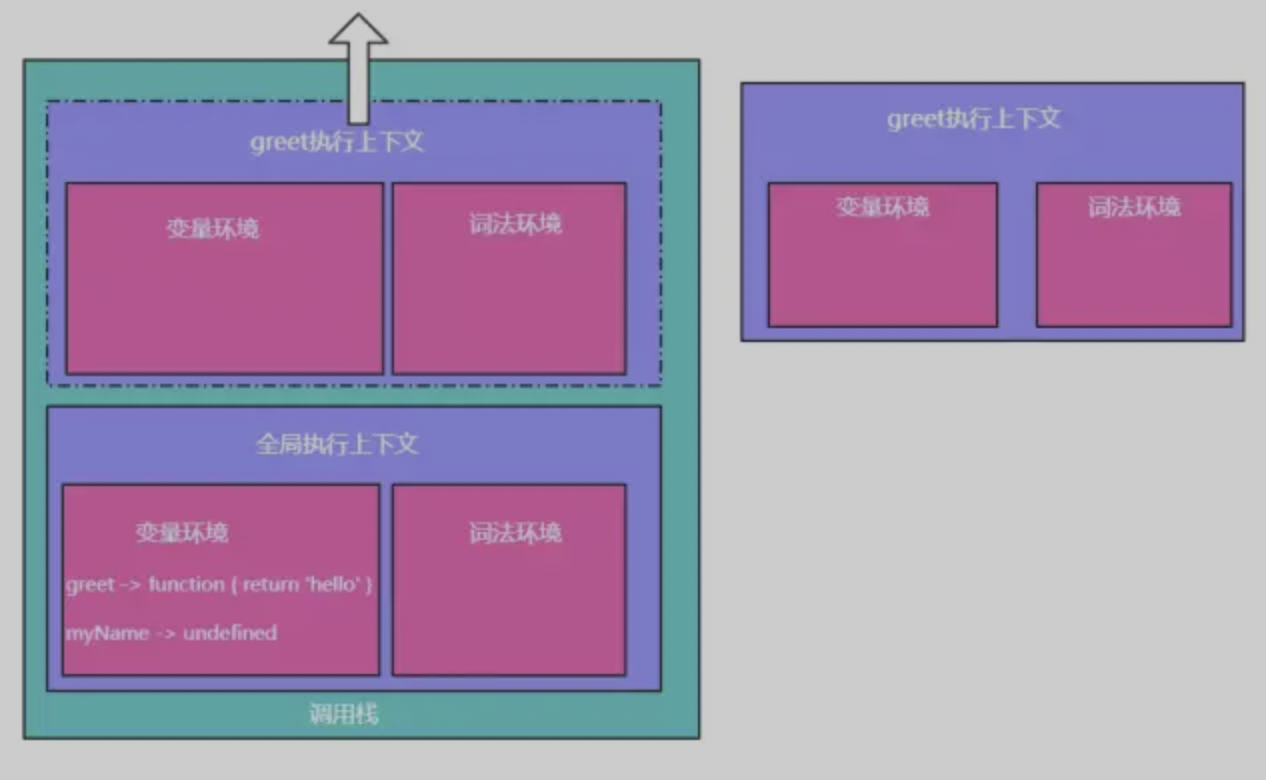 greet执行上下文
变量环境
词法环境
全局执行上下文
变量环境
词法环境
greet -> function { return 'hello' }
myName -> undefined
调用栈
greet执行上下文
变量环境
词法环境